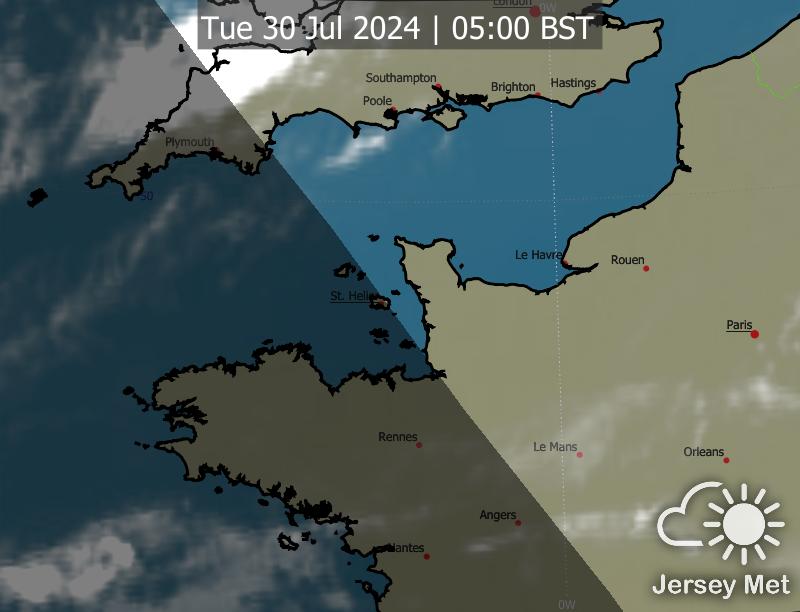 London
0W
Tue 30 Jul 2024 | 05:00 BST
Southampton
Brighton
Hastings
Poole
Plymouth
50
Le Havre
Rouen
St. Helier
Paris
Rennes
Le Mans
Orleans
Angers
Nantes
Jersey Met
0W